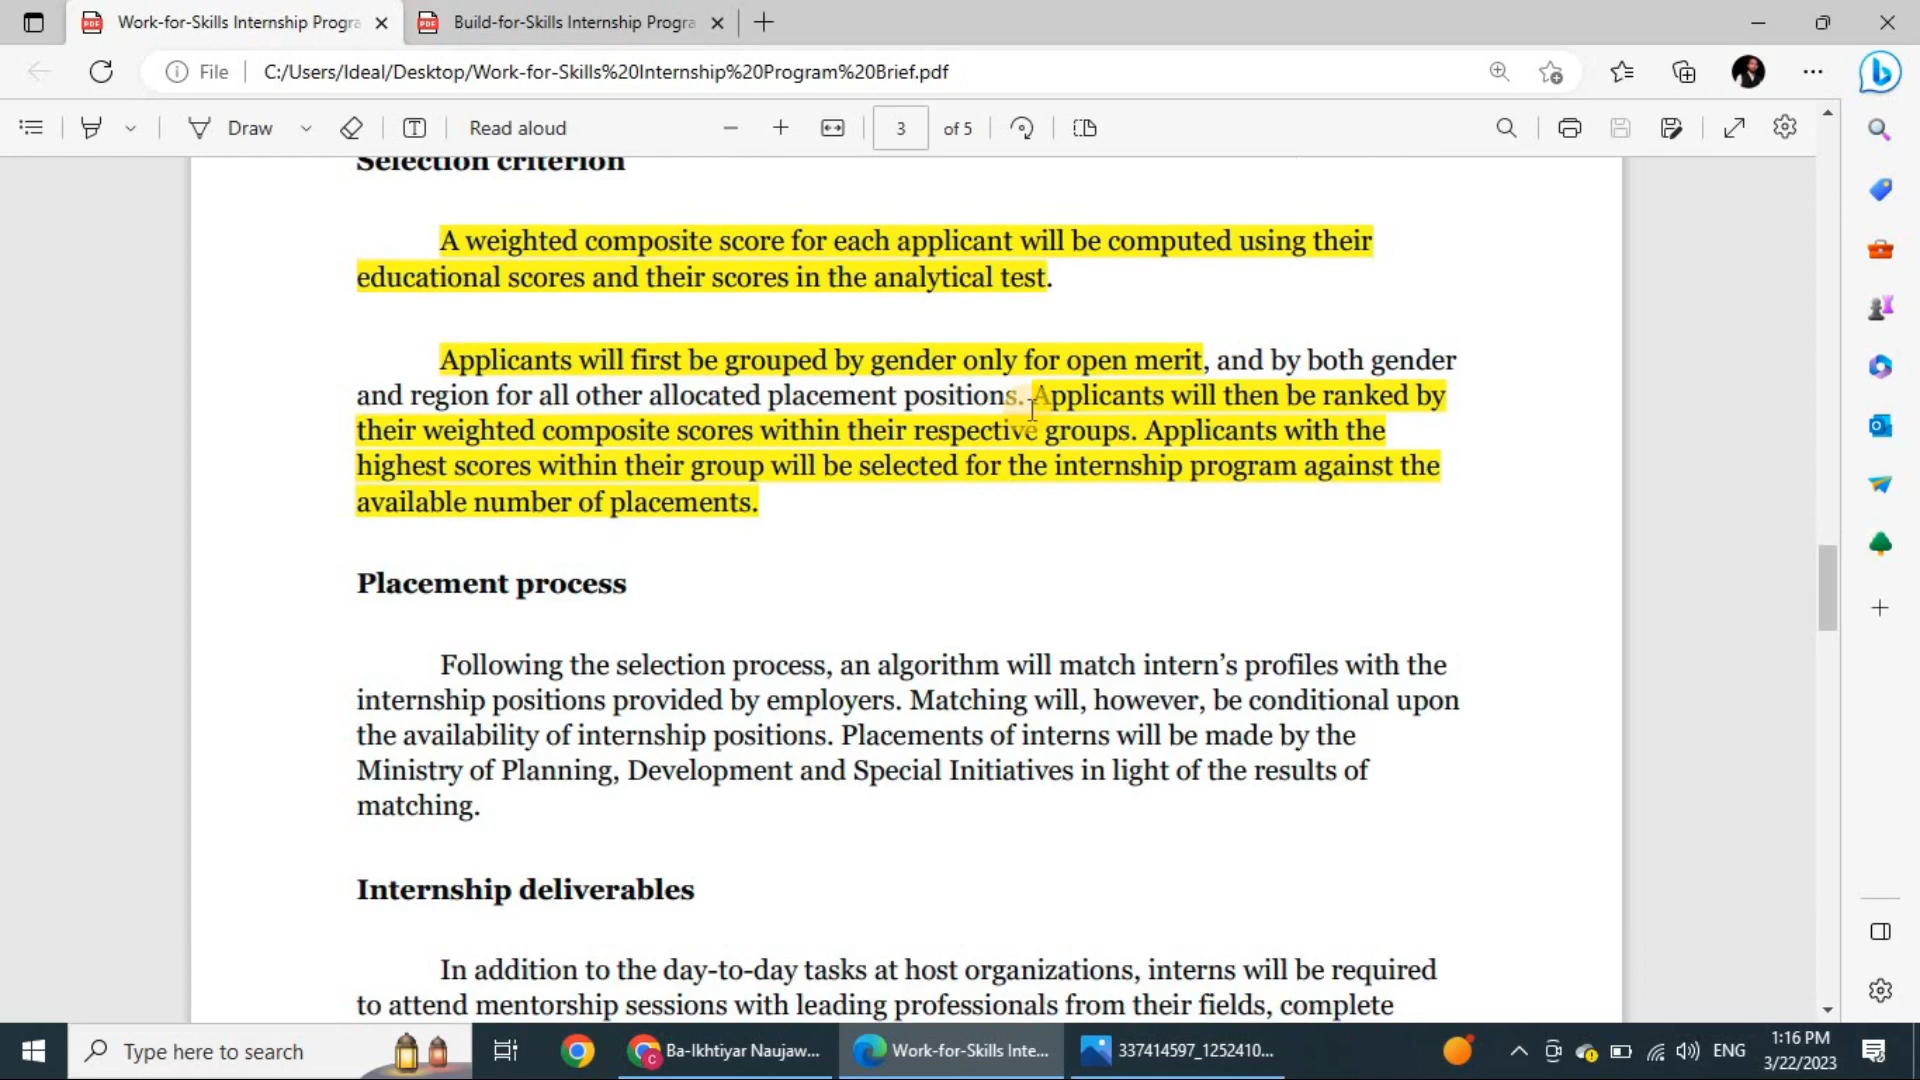 Work-for-Skills Internship Progra
Build-for-Skills Internship Progra
File
C:/Users/Ideal/Desktop/Work-for-Skills%20Internship%20Program%20Brief.pdf
Draw
Read aloud
3
of 5
Selection criterion
A weighted composite score for each applicant will be computed using their
educational scores and their scores in the analytical test.
Applicants will first be grouped by gender only for open merit, and by both gender
and region for all other allocated placement positions. Applicants will then be ranked by
their weighted composite scores within their respective groups. Applicants with the
highest scores within their group will be selected for the internship program against the
available number of placements.
Placement process
Following the selection process, an algorithm will match intern’s profiles with the
internship positions provided by employers. Matching will, however, be conditional upon
the availability of internship positions. Placements of interns will be made by the
Ministry of Planning, Development and Special Initiatives in light of the results of
matching.
Internship deliverables
In addition to the day-to-day tasks at host organizations, interns will be required
to attend mentorship sessions with leading professionals from their fields, complete
Type here to search
Ba-Ikhtiyar Naujaw...
Work-for-Skills Inte...
337414597_1252410...
ENG
1:16 PM
3/22/2023